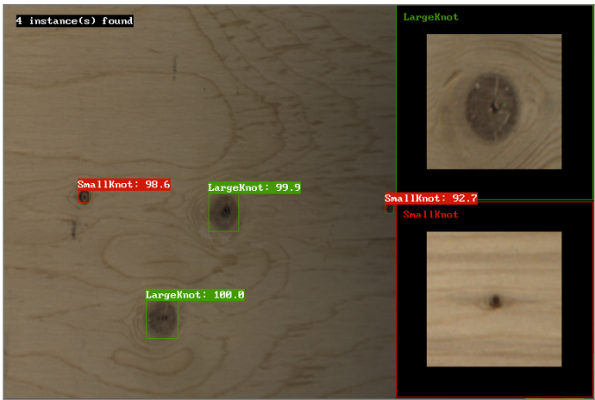 4 instance(s) found
LargeKnot
SmallKnot: 98.6
LargeKnot: 99.9
SmallKnot: 92.7
SmallKnot
LargeKnot: 100.0